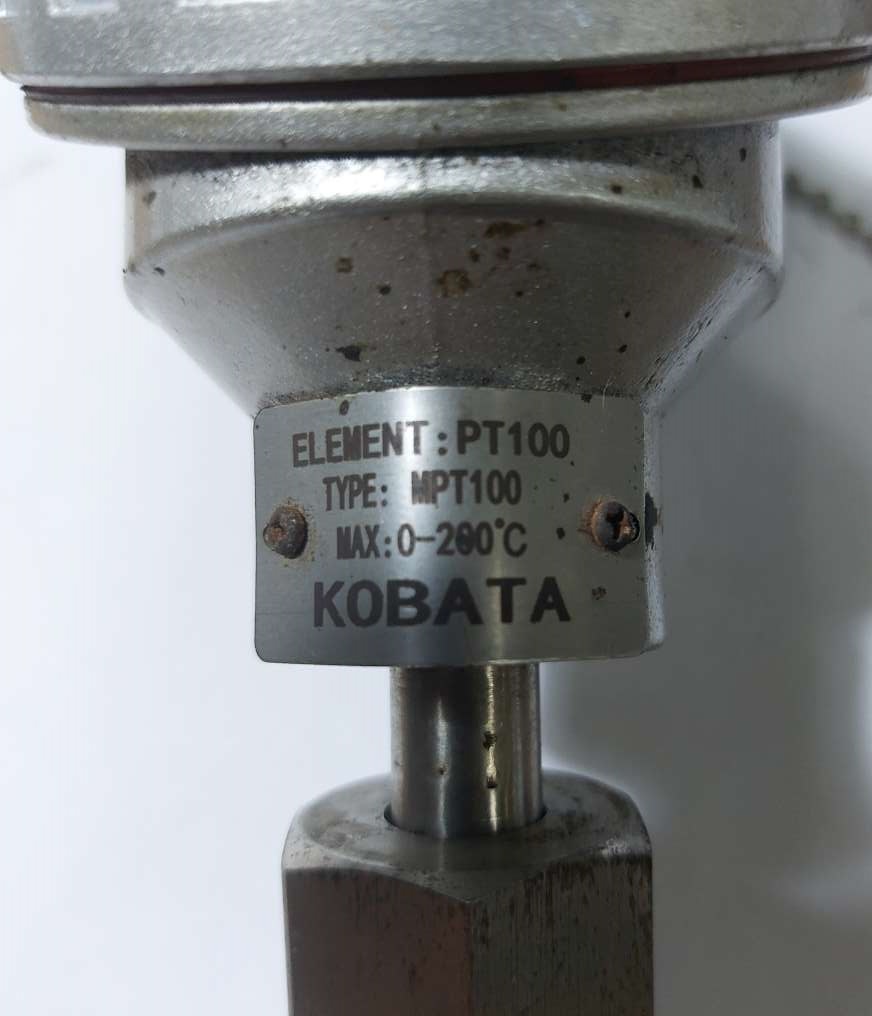 ELEMENT:PT100
TYPE: MPT100
MAX:0-200°C
KOBATA